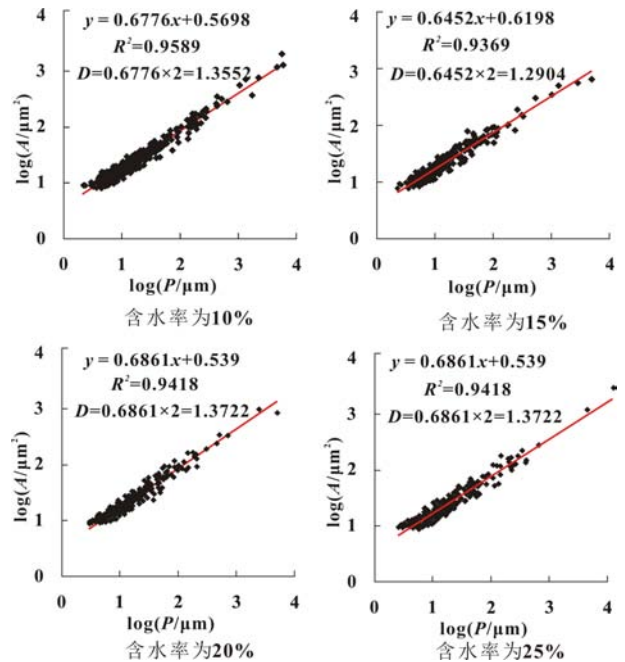 y = 0.6776x+0.5698
R²=0.9589
D=0.6776×2=1.3552
log(A/μm²)
4
3
2
1
0
0 1 2 3 4
log(P/μm)
含水率为10%
y = 0.6452x+0.6198
R²=0.9369
D=0.6452×2=1.2904
log(A/μm²)
4
3
2
1
0
0 1 2 3 4
log(P/μm)
含水率为15%
y = 0.6861x+0.539
R²=0.9418
D=0.6861×2=1.3722
log(A/μm²)
4
3
2
1
0
0 1 2 3 4
log(P/μm)
含水率为20%
y = 0.6861x+0.539
R²=0.9418
D=0.6861×2=1.3722
log(A/μm²)
4
3
2
1
0
0 1 2 3 4
log(P/μm)
含水率为25%